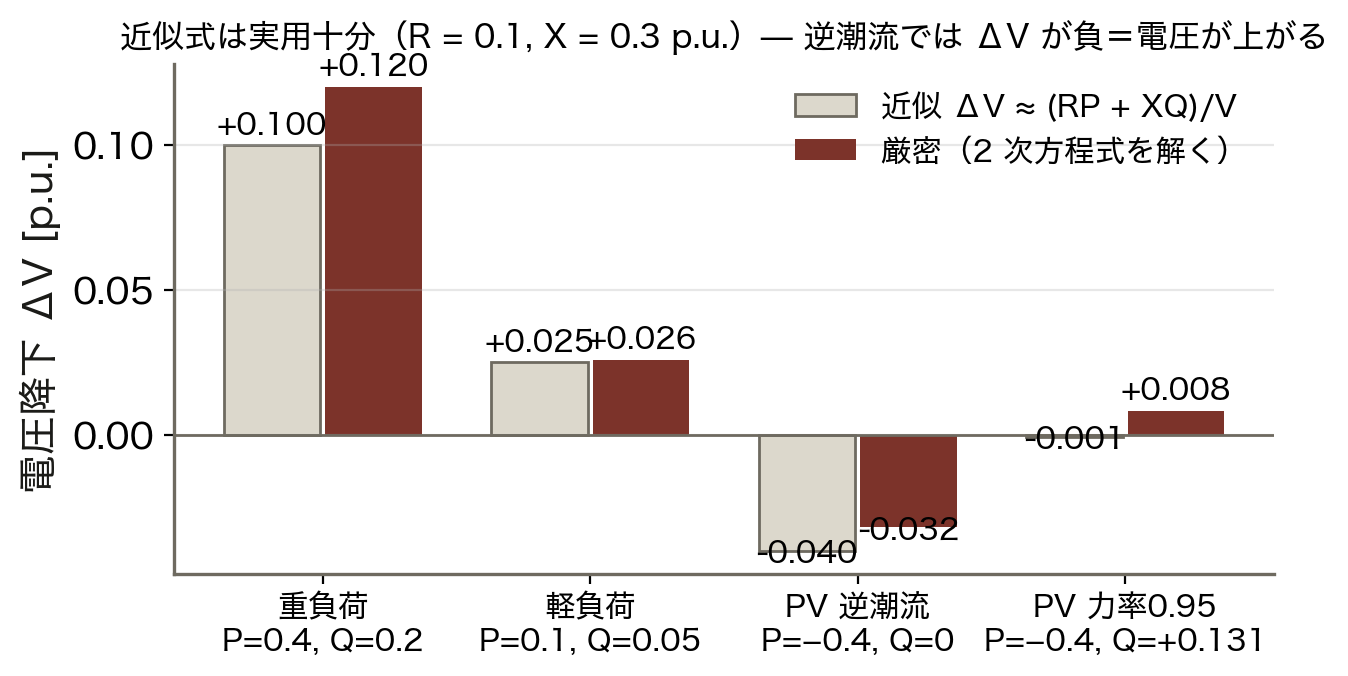 近似式は実用十分（R = 0.1, X = 0.3 p.u.）— 逆潮流では ΔV が負＝電圧が上がる
近似 ΔV ≈ (RP + XQ)/V
厳密（2 次方程式を解く）
電圧降下 ΔV [p.u.]
0.10
0.05
0.00
+0.100
+0.120
+0.025
+0.026
-0.040
-0.032
-0.001
+0.008
重負荷
P=0.4, Q=0.2
軽負荷
P=0.1, Q=0.05
PV 逆潮流
P=−0.4, Q=0
PV 力率0.95
P=−0.4, Q=+0.131